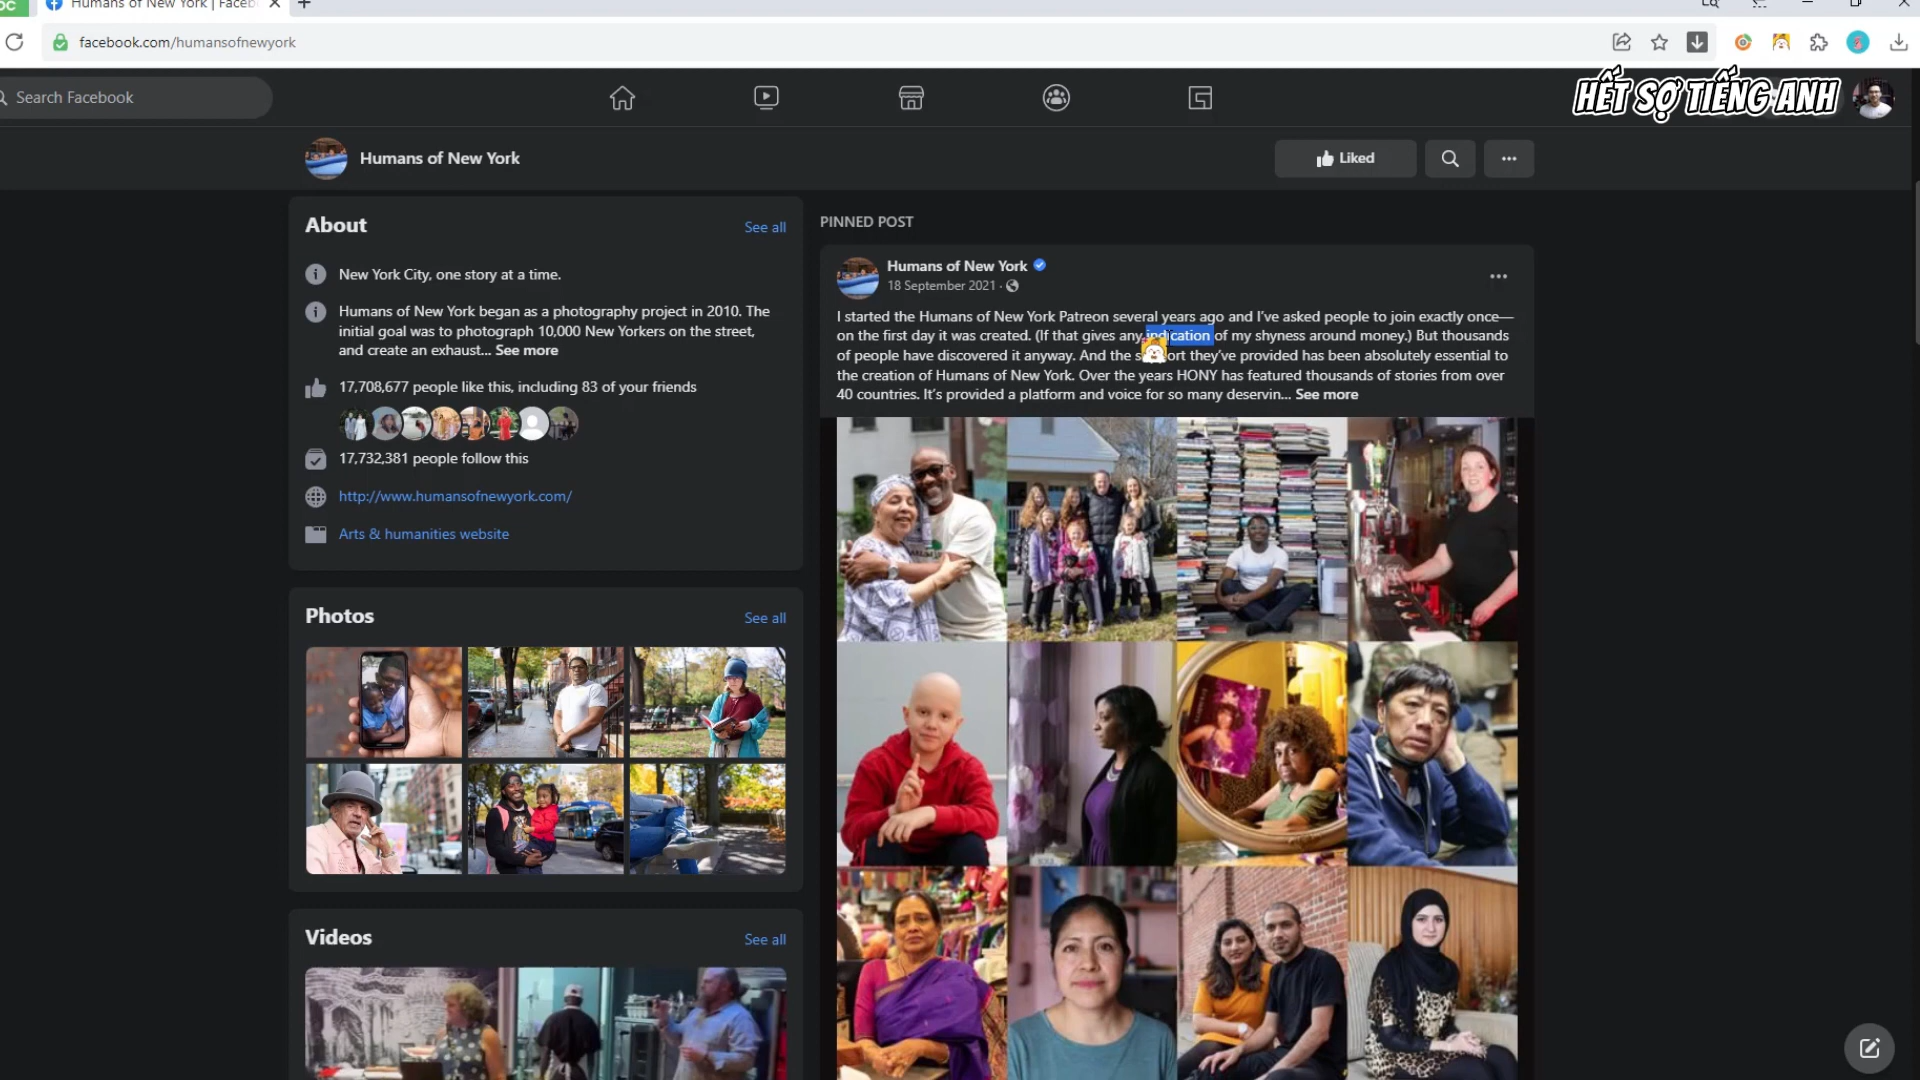 Humans of New York | Faceb
facebook.com/humansofnewyork
Search Facebook
HẾT SỢ TIẾNG ANH
Humans of New York
Liked
About
See all
New York City, one story at a time.
Humans of New York began as a photography project in 2010. The
initial goal was to photograph 10,000 New Yorkers on the street,
and create an exhaust... See more
17,708,677 people like this, including 83 of your friends
17,732,381 people follow this
http://www.humansofnewyork.com/
Arts & humanities website
Photos
See all
Videos
See all
PINNED POST
Humans of New York
18 September 2021 ·
I started the Humans of New York Patreon several years ago and I've asked people to join exactly once—
on the first day it was created. (If that gives any indication of my shyness around money.) But thousands
of people have discovered it anyway. And the support they've provided has been absolutely essential to
the creation of Humans of New York. Over the years HONY has featured thousands of stories from over
40 countries. It's provided a platform and voice for so many deservin... See more